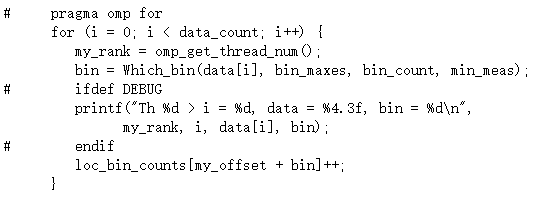 #     pragma omp for
      for (i = 0; i < data_count; i++) {
         my_rank = omp_get_thread_num();
         bin = Which_bin(data[i], bin_maxes, bin_count, min_meas);
#        ifdef DEBUG
         printf("Th %d > i = %d, data = %4.3f, bin = %d\n",
               my_rank, i, data[i], bin);
#        endif
         loc_bin_counts[my_offset + bin]++;
      }